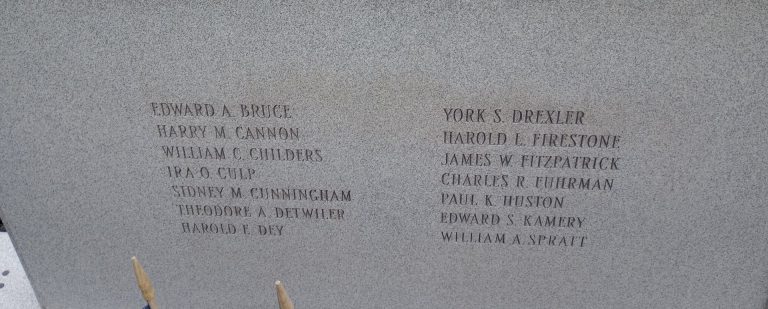 EDWARD A. BRUCE
HARRY M. CANNON
WILLIAM C. CHILDERS
IRA O. CULP
SIDNEY M. CUNNINGHAM
THEODORE A. DETWILER
HAROLD E. DEY
YORK S. DREXLER
HAROLD L. FIRESTONE
JAMES W. FITZPATRICK
CHARLES R. FUHRMAN
PAUL K. HUSTON
EDWARD S. KAMERY
WILLIAM A. SPRATT